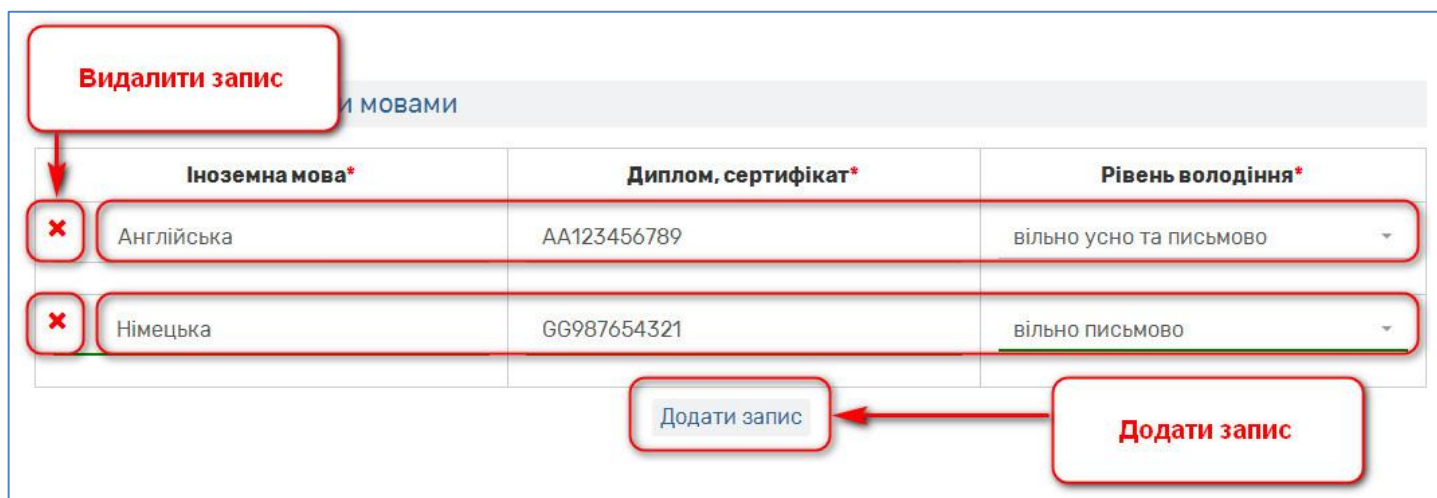 Видалити запис
и мовами
Іноземна мова* Диплом, сертифікат* Рівень володіння*
Англійська АА123456789 вільно усно та письмово
Німецька GG987654321 вільно письмово
Додати запис
Додати запис